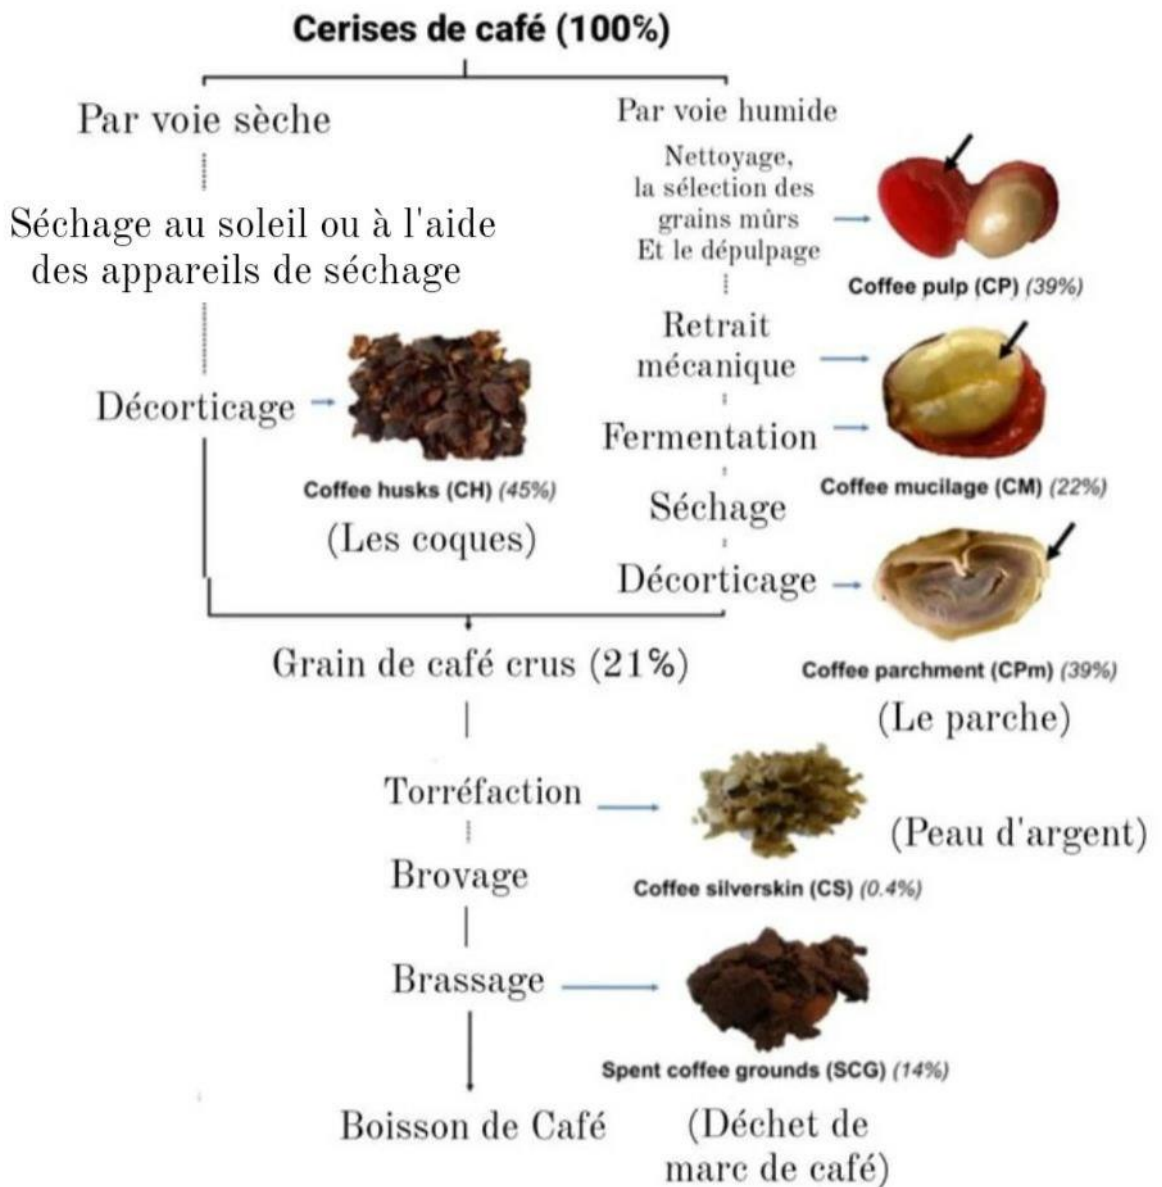 Cerises de café (100%)
Par voie sèche
Séchage au soleil ou à l'aide
des appareils de séchage
Décorticage
Coffee husks (CH) (45%)
(Les coques)
Par voie humide
Nettoyage,
la sélection des
grains mûrs
Et le dépulpage
Coffee pulp (CP) (39%)
Retrait
mécanique
Fermentation
Coffee mucilage (CM) (22%)
Séchage
Décorticage
Coffee parchment (CPm) (39%)
(Le parche)
Grain de café crus (21%)
Torréfaction
(Peau d'argent)
Coffee silverskin (CS) (0.4%)
Brovage
Brassage
Spent coffee grounds (SCG) (14%)
(Déchet de
marc de café)
Boisson de Café